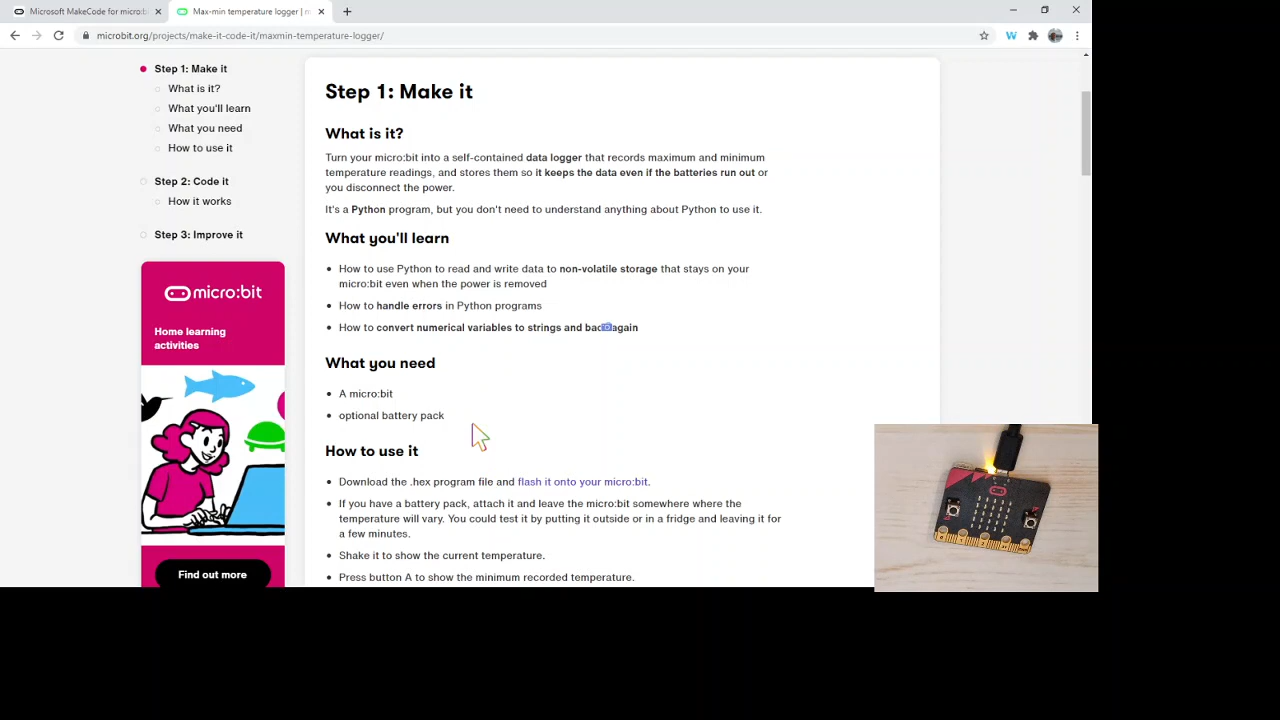 Microsoft MakeCode for micro:bi
Max-min temperature logger | m
microbit.org/projects/make-it-code-it/maxmin-temperature-logger/
Step 1: Make it
What is it?
What you'll learn
What you need
How to use it
Step 2: Code it
How it works
Step 3: Improve it
micro:bit
Home learning
activities
Find out more
Step 1: Make it
What is it?
Turn your micro:bit into a self-contained data logger that records maximum and minimum
temperature readings, and stores them so it keeps the data even if the batteries run out or
you disconnect the power.
It's a Python program, but you don't need to understand anything about Python to use it.
What you'll learn
How to use Python to read and write data to non-volatile storage that stays on your
micro:bit even when the power is removed
How to handle errors in Python programs
How to convert numerical variables to strings and back again
What you need
A micro:bit
optional battery pack
How to use it
Download the .hex program file and flash it onto your micro:bit.
If you have a battery pack, attach it and leave the micro:bit somewhere where the
temperature will vary. You could test it by putting it outside or in a fridge and leaving it for
a few minutes.
Shake it to show the current temperature.
Press button A to show the minimum recorded temperature.